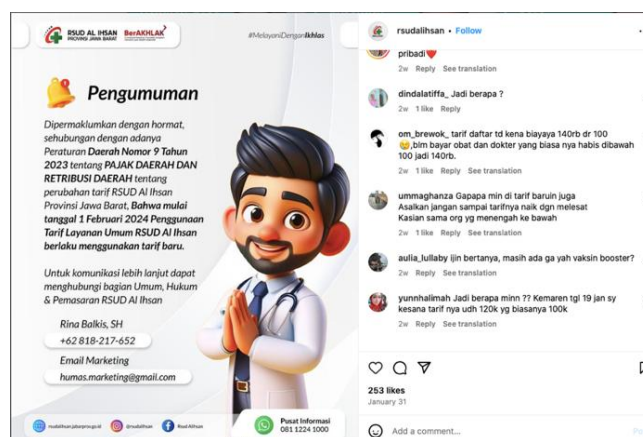 RSUD AL IHSAN
PROVINSI JAWA BARAT
BerAKHLAK
#MelayaniDenganIkhlas
Pengumuman
Dipermaklumkan dengan hormat,
sehubungan dengan adanya
Peraturan Daerah Nomor 9 Tahun
2023 tentang PAJAK DAERAH DAN
RETRIBUSI DAERAH tentang
perubahan tarif RSUD Al Ihsan
Provinsi Jawa Barat, Bahwa mulai
tanggal 1 Februari 2024 Penggunaan
Tarif Layanan Umum RSUD Al Ihsan
berlaku menggunakan tarif baru.
Untuk komunikasi lebih lanjut dapat
menghubungi bagian Umum, Hukum
& Pemasaran RSUD Al Ihsan
Rina Balkis, SH
+62 818-217-652
Email Marketing
humas.marketing@gmail.com
rsudalihsan.jabarprov.go.id
@rsudalihsan
Rsud Al Ihsan
Pusat Informasi
081 1224 1000
rsudalihsan • Follow
pribadi❤️
2w Reply See translation
dindalatiffa_ Jadi berapa ?
2w 1 like Reply
om_brewok_ tarif daftar td kena biayaya 140rb dr 100
😢,blm bayar obat dan dokter yang biasa nya habis dibawah
100 jadi 140rb.
2w 1 like Reply See translation
ummaghanza Gapapa min di tarif baruin juga
Asalkan jangan sampai tarifnya naik dgn melesat
Kasian sama org yg menengah ke bawah
2w 1 like Reply See translation
aulia_lullaby ijin bertanya, masih ada ga yah vaksin booster?
2w Reply See translation
yunnhalimah Jadi berapa minn ?? Kemaren tgl 19 jan sy
kesana tarif nya udh 120k yg biasanya 100k
2w Reply See translation
253 likes
January 31
Add a comment...